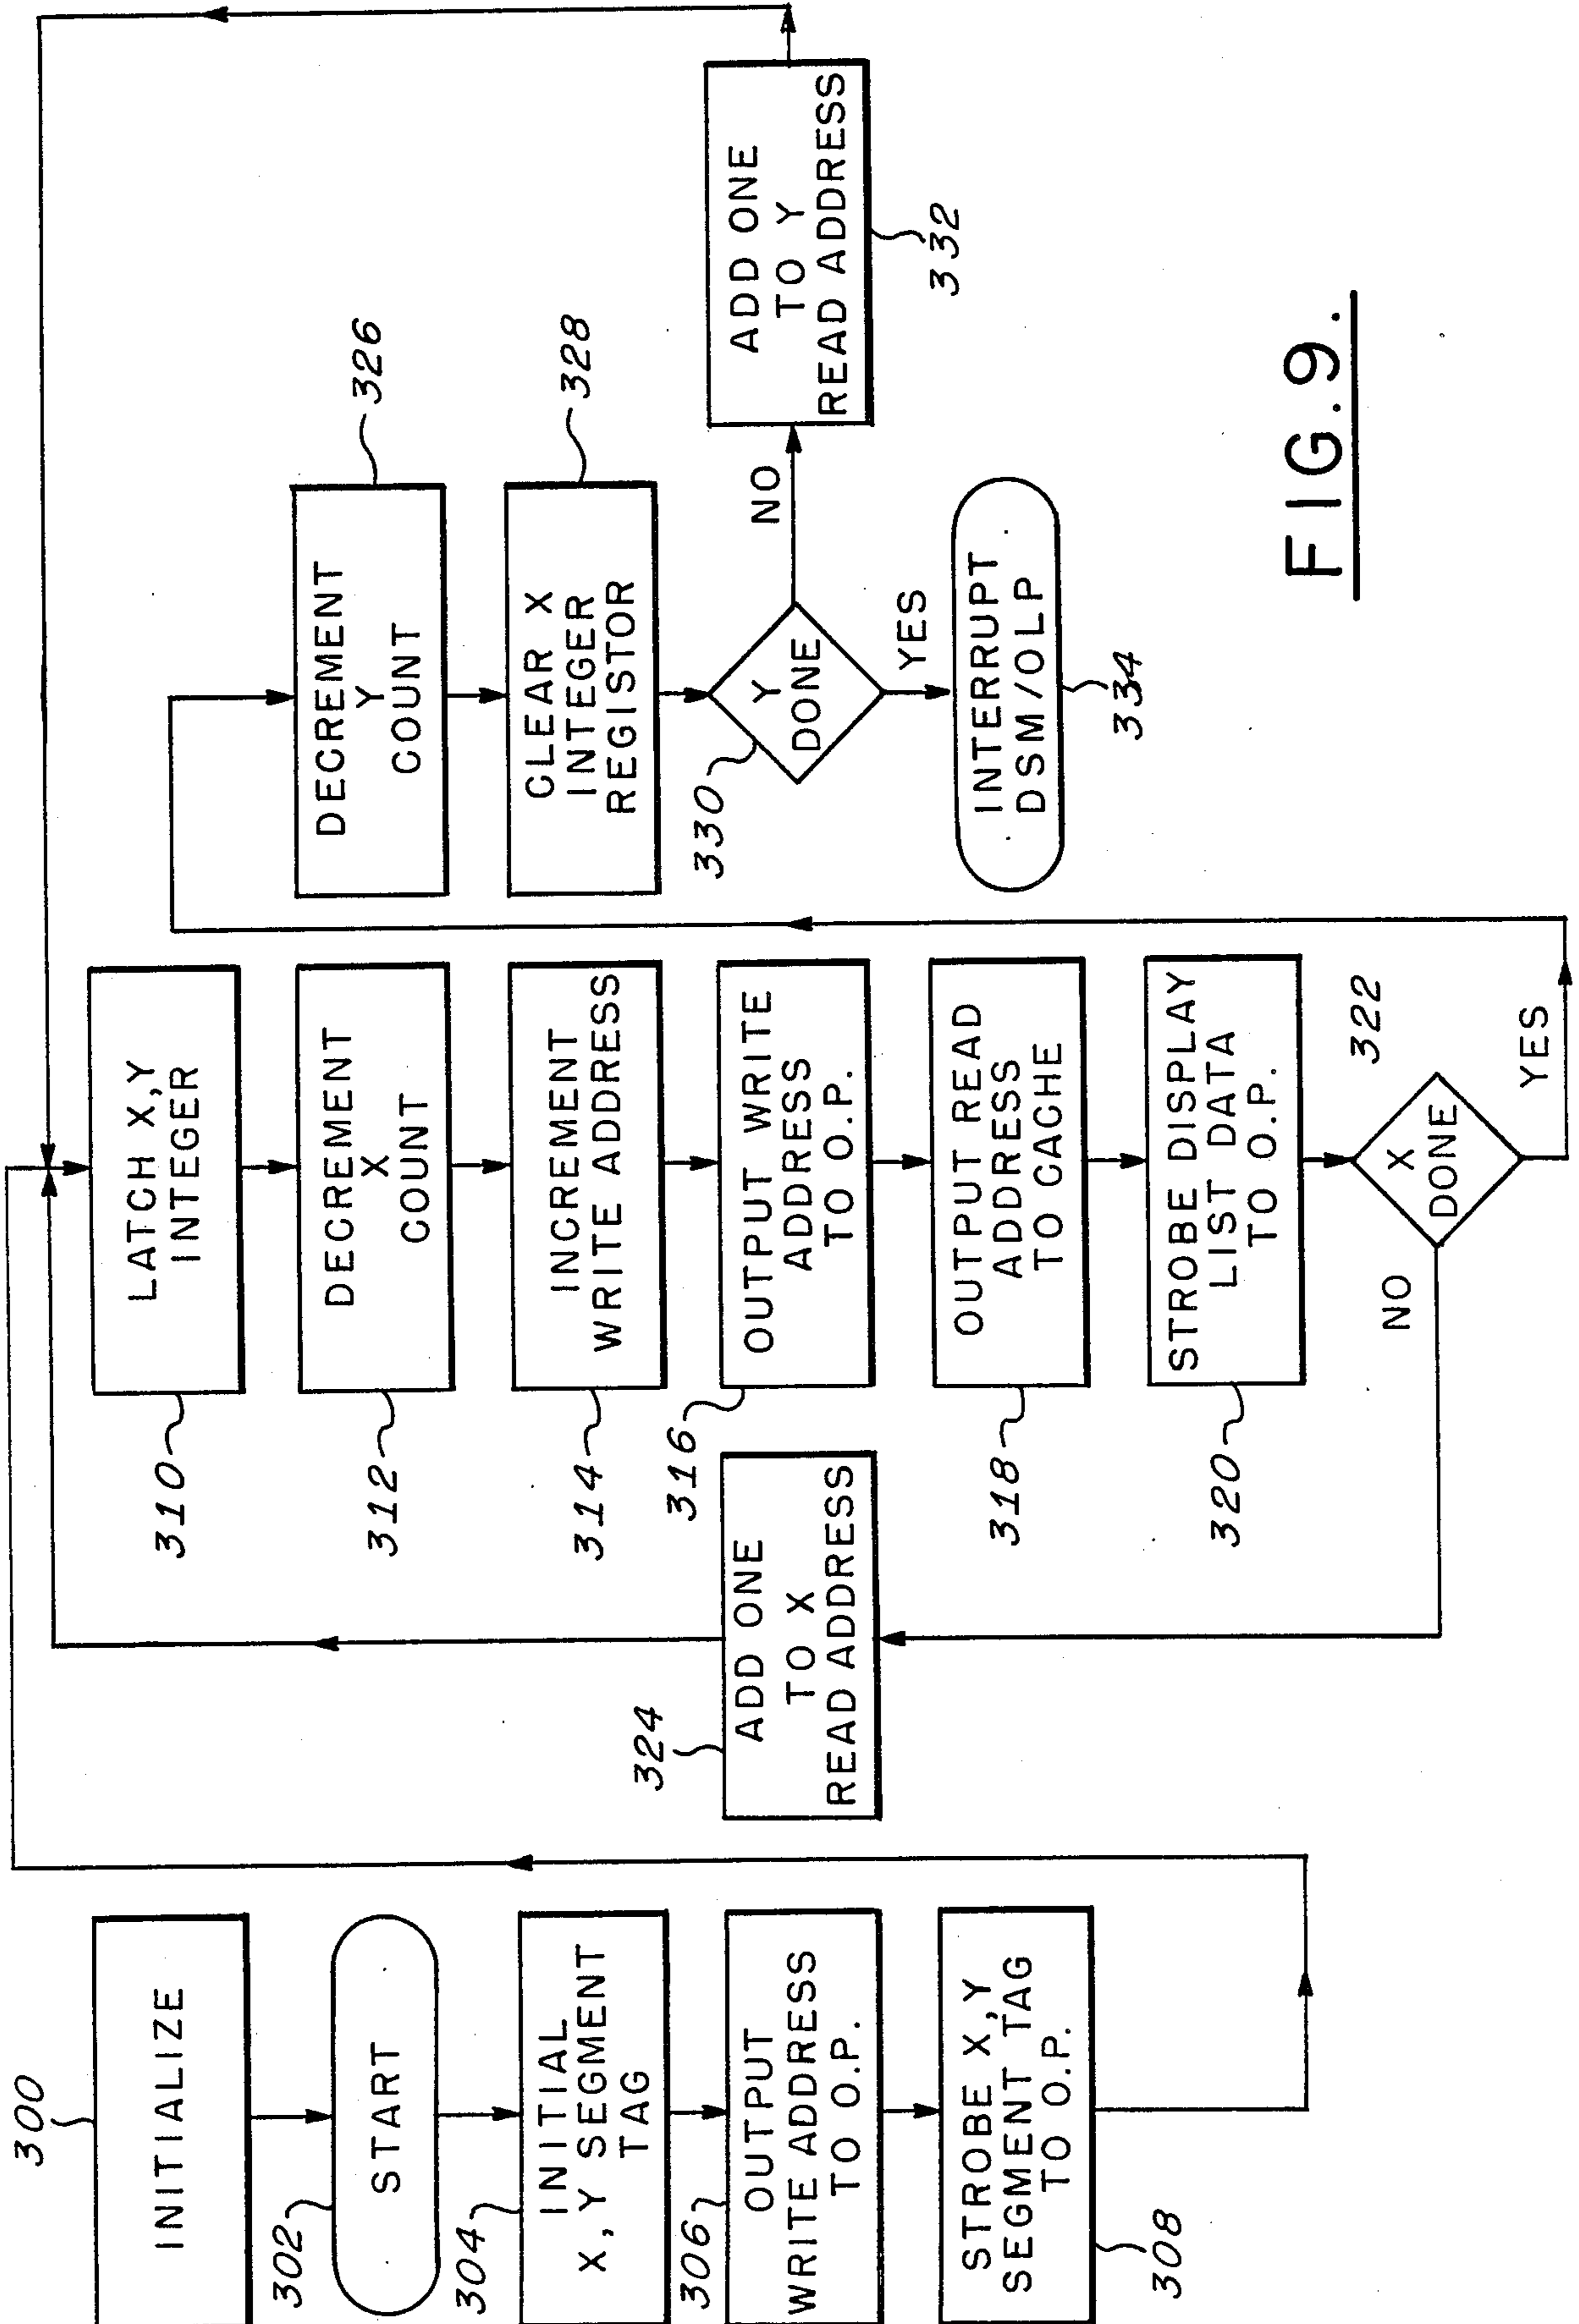 300
INITIALIZE
302
START
304
INITIAL
X,Y SEGMENT
TAG
306
OUTPUT
WRITE ADDRESS
TO O.P.
STROBE X,Y
SEGMENT TAG
TO O.P.
308
324
ADD ONE
TO X
READ ADDRESS
310
LATCH X,Y
INTEGER
312
DECREMENT
X
COUNT
314
INCREMENT
WRITE ADDRESS
316
OUTPUT WRITE
ADDRESS
TO O.P.
318
OUTPUT READ
ADDRESS
TO CACHE
320
STROBE DISPLAY
LIST DATA
TO O.P.
322
X
DONE
NO
YES
DECREMENT
Y
COUNT
326
CLEAR X
INTEGER
REGISTOR
328
330
Y
DONE
NO
YES
INTERRUPT
DSM/OLP
334
ADD ONE
TO Y
READ ADDRESS
332
FIG.9.